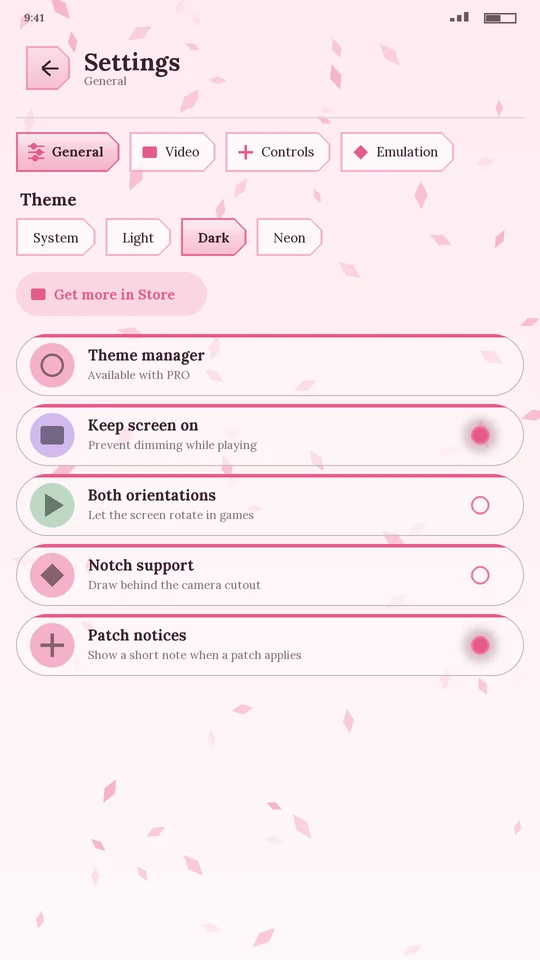 9:41
Settings
General
General
Video
Controls
Emulation
Theme
System
Light
Dark
Neon
Get more in Store
Theme manager
Available with PRO
Keep screen on
Prevent dimming while playing
Both orientations
Let the screen rotate in games
Notch support
Draw behind the camera cutout
Patch notices
Show a short note when a patch applies